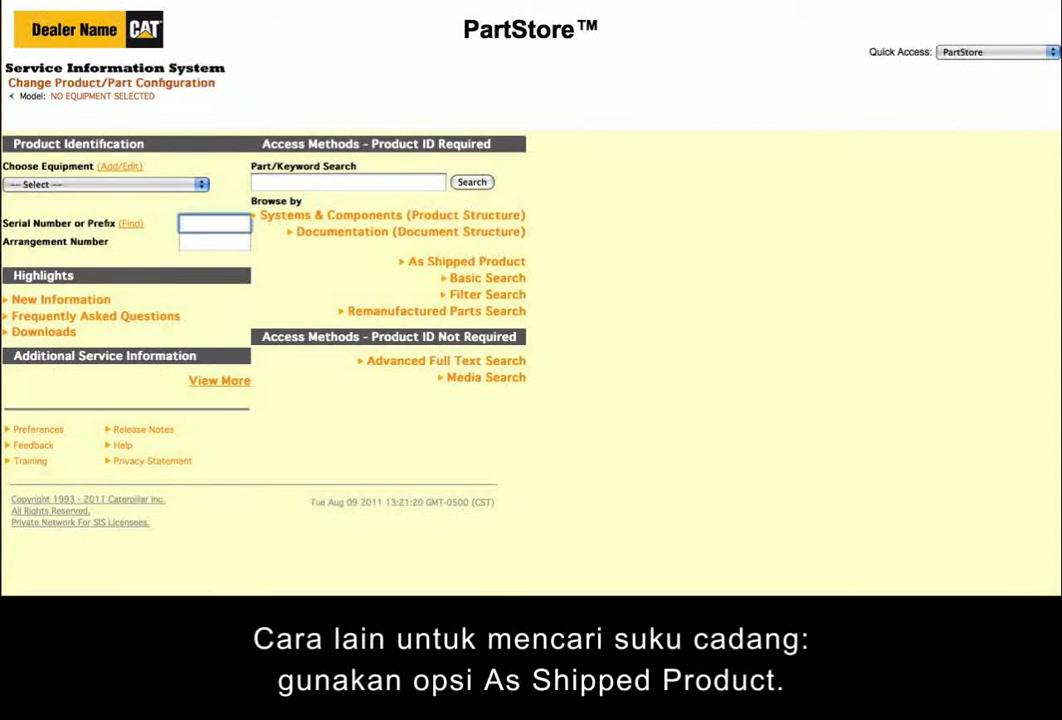 Dealer Name CAT
PartStore™
Quick Access: PartStore
Service Information System
Change Product/Part Configuration
< Model: NO EQUIPMENT SELECTED
Product Identification
Choose Equipment (Add/Edit)
-- Select --
Serial Number or Prefix (Find)
Arrangement Number
Highlights
New Information
Frequently Asked Questions
Downloads
Additional Service Information
View More
Access Methods - Product ID Required
Part/Keyword Search
Search
Browse by
Systems & Components (Product Structure)
Documentation (Document Structure)
As Shipped Product
Basic Search
Filter Search
Remanufactured Parts Search
Access Methods - Product ID Not Required
Advanced Full Text Search
Media Search
Preferences
Release Notes
Feedback
Help
Training
Privacy Statement
Copyright 1993 - 2011 Caterpillar Inc.
All Rights Reserved.
Private Network For SIS Licensees.
Tue Aug 09 2011 13:21:20 GMT-0500 (CST)
Cara lain untuk mencari suku cadang:
gunakan opsi As Shipped Product.